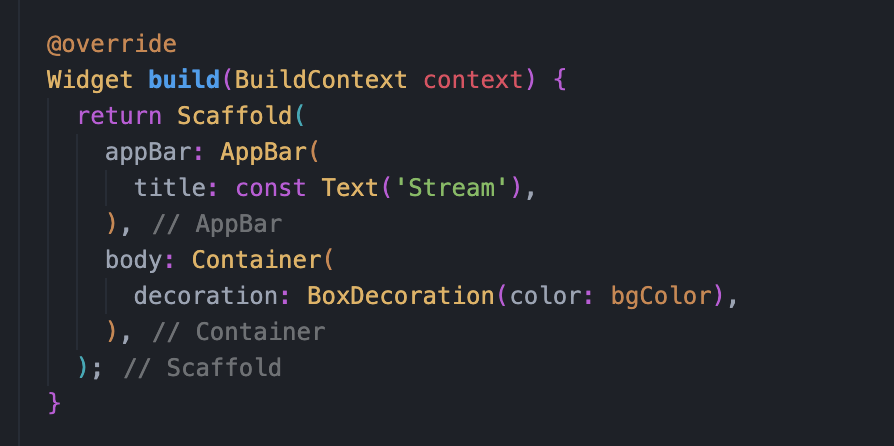 @override
Widget build(BuildContext context) {
return Scaffold(
appBar: AppBar(
title: const Text('Stream'),
), // AppBar
body: Container(
decoration: BoxDecoration(color: bgColor),
), // Container
); // Scaffold
}